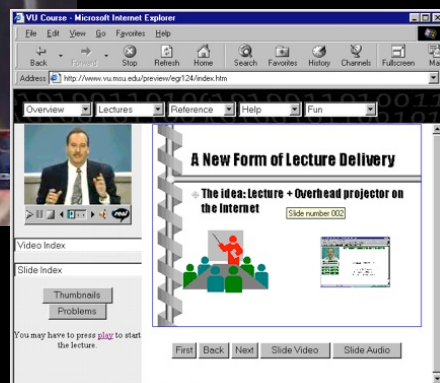 VU Course - Microsoft Internet Explorer
File Edit View Go Favorites Help
Back Forward Stop Refresh Home Search Favorites History Channels Fullscreen
Address http://www.vu.msu.edu/preview/egr124/index.htm
Overview Lectures Reference Help Fun
A New Form of Lecture Delivery
The idea: Lecture + Overhead projector on
the Internet
Slide number 002
real
Video Index
Slide Index
Thumbnails
Problems
You may have to press play to start
the lecture.
First Back Next Slide Video Slide Audio